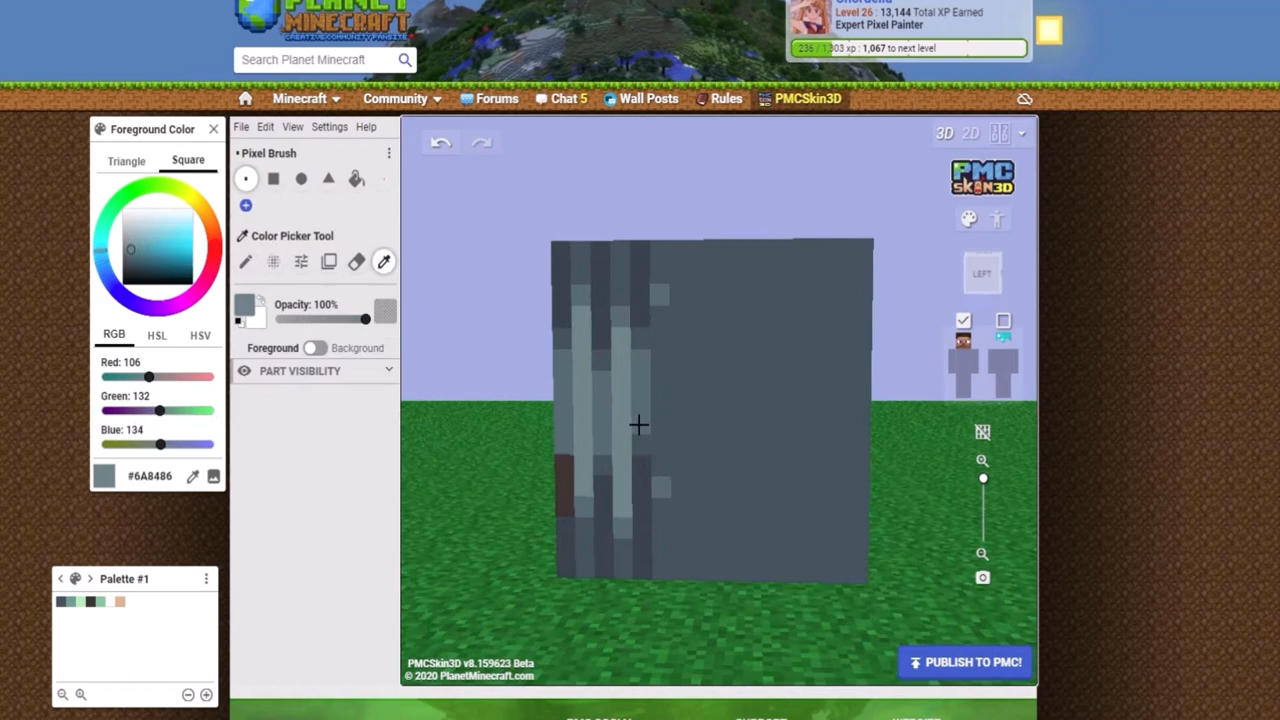 PLANET
MINECRAFT
CREATIVE COMMUNITY FANSITE
Level 26 : 13,144 Total XP Earned
Expert Pixel Painter
236 / 1,303 xp : 1,067 to next level
Search Planet Minecraft
Minecraft Community Forums Chat 5 Wall Posts Rules PMCSkin3D
Foreground Color
Triangle Square
RGB HSL HSV
Red: 106
Green: 132
Blue: 134
#6A8486
Palette #1
File Edit View Settings Help
• Pixel Brush
Color Picker Tool
Opacity: 100%
Foreground Background
PART VISIBILITY
3D 2D
PMC
SKIN3D
LEFT
PMCSkin3D v8.159623 Beta
© 2020 PlanetMinecraft.com
PUBLISH TO PMC!